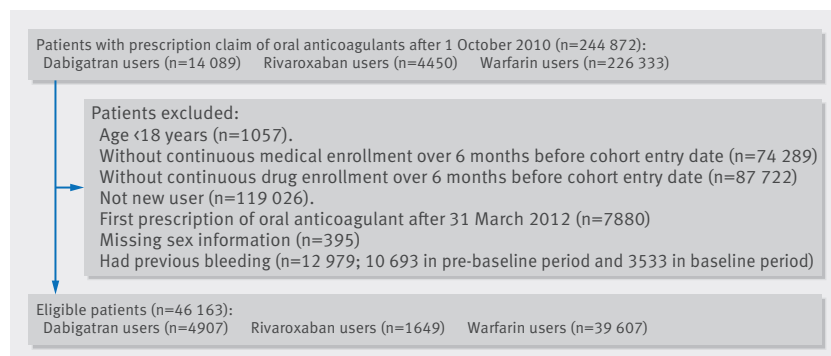 Patients with prescription claim of oral anticoagulants after 1 October 2010 (n=244 872):
Dabigatran users (n=14 089) Rivaroxaban users (n=4450) Warfarin users (n=226 333)
Patients excluded:
Age <18 years (n=1057).
Without continuous medical enrollment over 6 months before cohort entry date (n=74 289)
Without continuous drug enrollment over 6 months before cohort entry date (n=87 722)
Not new user (n=119 026).
First prescription of oral anticoagulant after 31 March 2012 (n=7880)
Missing sex information (n=395)
Had previous bleeding (n=12 979; 10 693 in pre-baseline period and 3533 in baseline period)
Eligible patients (n=46 163):
Dabigatran users (n=4907) Rivaroxaban users (n=1649) Warfarin users (n=39 607)